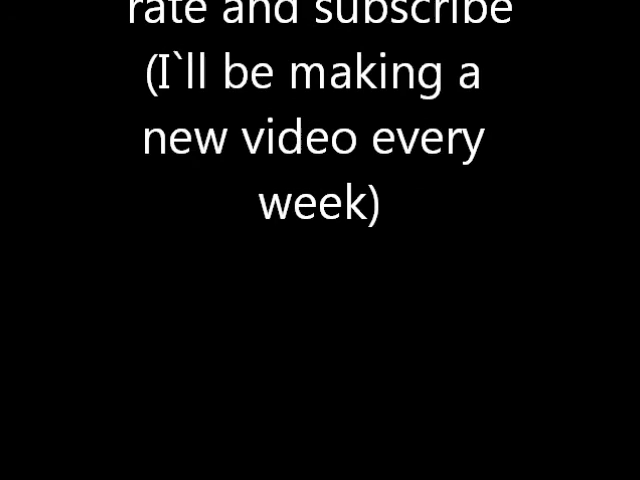 rate and subscribe
(I`ll be making a
new video every
week)